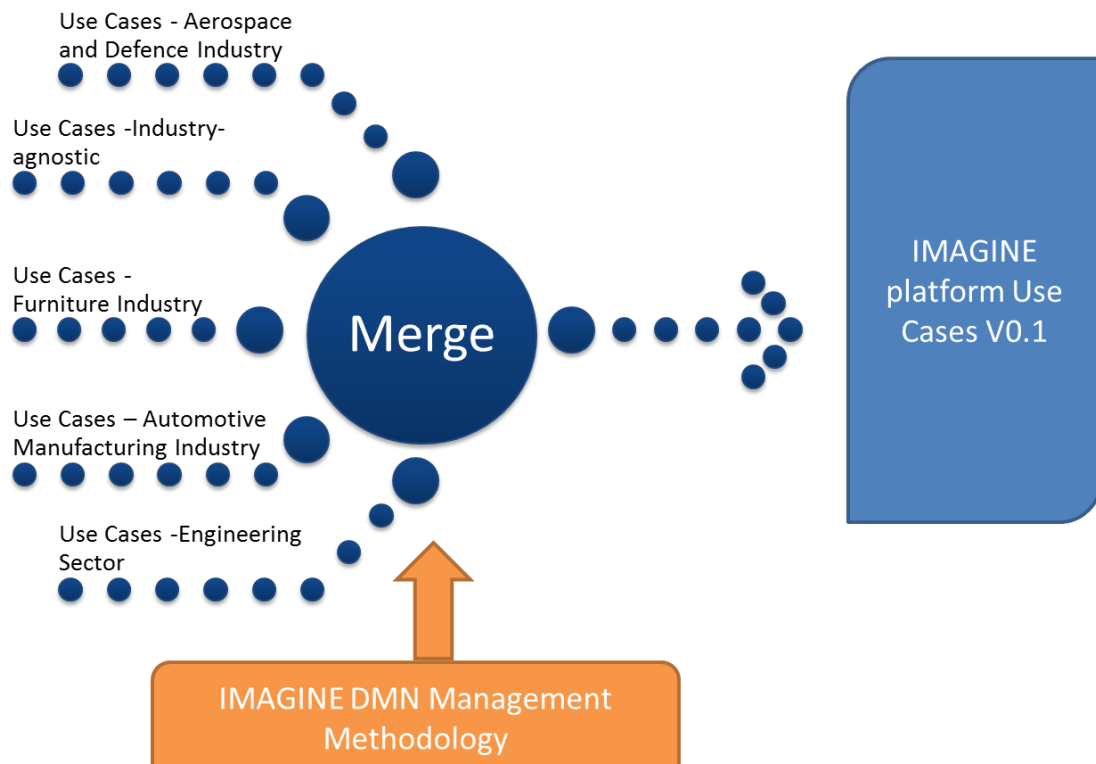 Use Cases - Aerospace
and Defence Industry
Use Cases -Industry-
agnostic
Use Cases -
Furniture Industry
Use Cases – Automotive
Manufacturing Industry
Use Cases -Engineering
Sector
Merge
IMAGINE
platform Use
Cases V0.1
IMAGINE DMN Management
Methodology